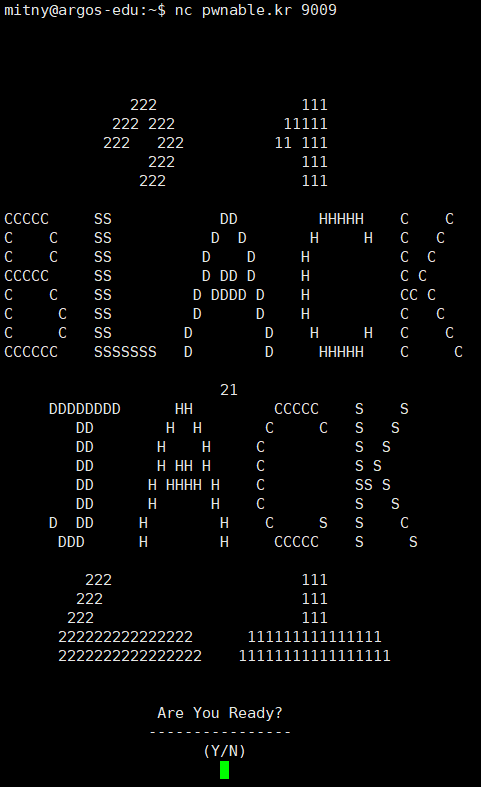 mitny@argos-edu:~$ nc pwnable.kr 9009
              222                   111
            222 222            11111
           222   222             11 111
                222              111
               222               111
CCCCC     SS            DD         HHHHH    C    C
C    C    SS           D  D       H     H   C   C
C    C    SS          D    D     H          C  C
CCCCC     SS          D DD D     H          C C
C    C    SS         D DDDD D    H          CC C
C     C   SS         D      D    H          C   C
C     C   SS        D        D    H    H    C    C
CCCCCC    SSSSSSS   D        D     HHHHH    C     C
                        21
     DDDDDDDD      HH         CCCCC    S    S
        DD        H  H       C     C   S   S
        DD       H    H     C          S  S
        DD       H HH H     C          S S
        DD      H HHHH H    C          SS S
        DD      H      H    C          S   S
     D  DD     H        H    C     S   S    C
      DDD      H        H     CCCCC    S     S
         222                     111
        222                      111
       222                       111
      222222222222222      111111111111111
      2222222222222222    11111111111111111
                 Are You Ready?
                ----------------
                      (Y/N)